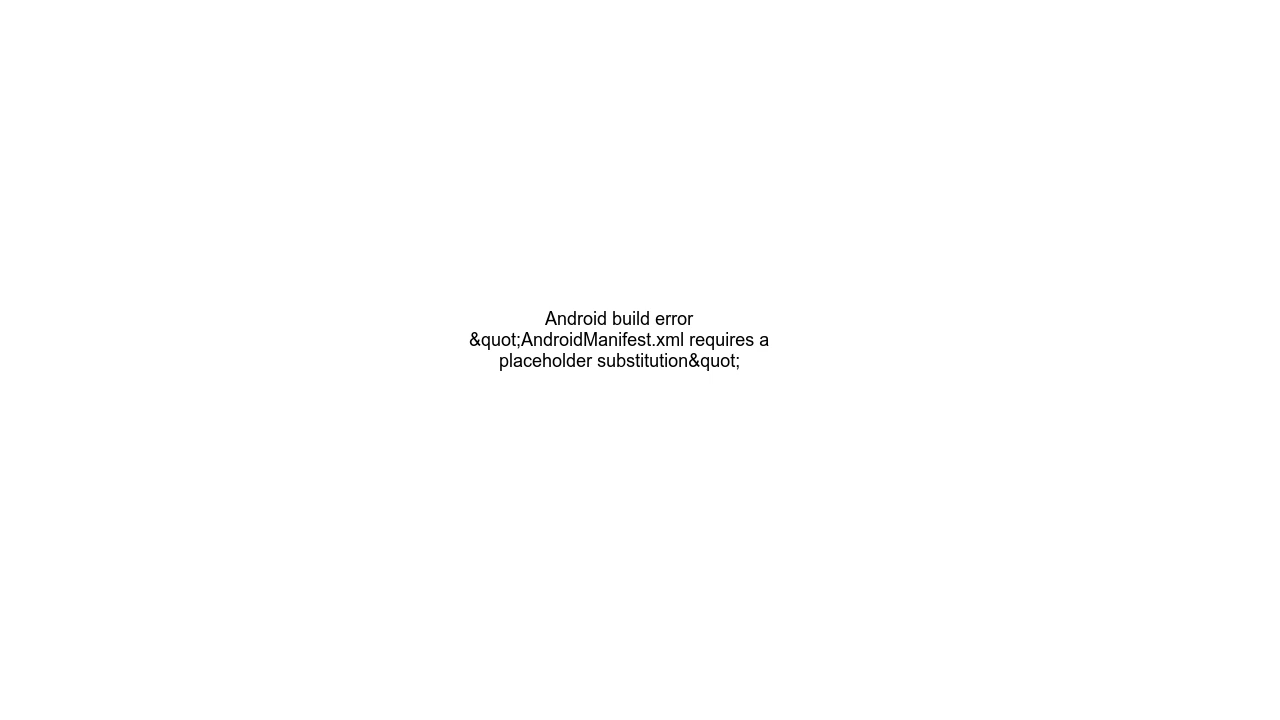 Android build error
&quot;AndroidManifest.xml requires a
placeholder substitution&quot;